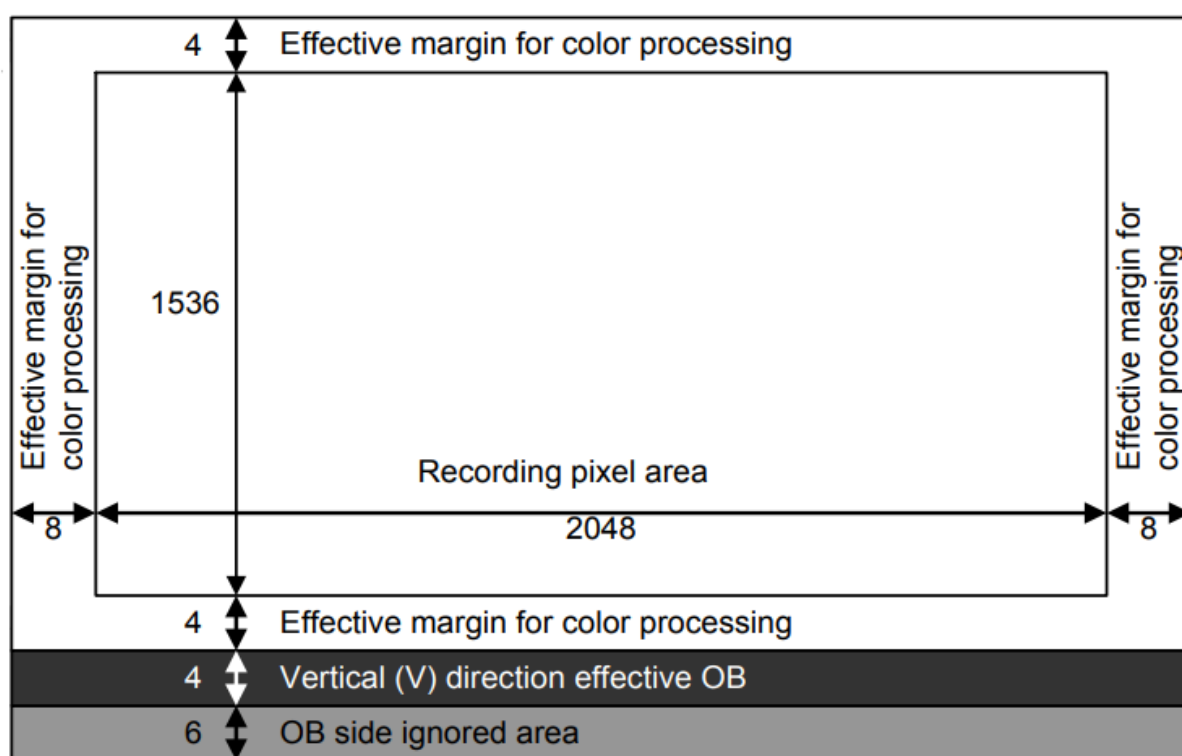 4 Effective margin for color processing
Effective margin for
color processing
1536
Effective margin for
color processing
Recording pixel area
8 2048 8
4 Effective margin for color processing
4 Vertical (V) direction effective OB
6 OB side ignored area